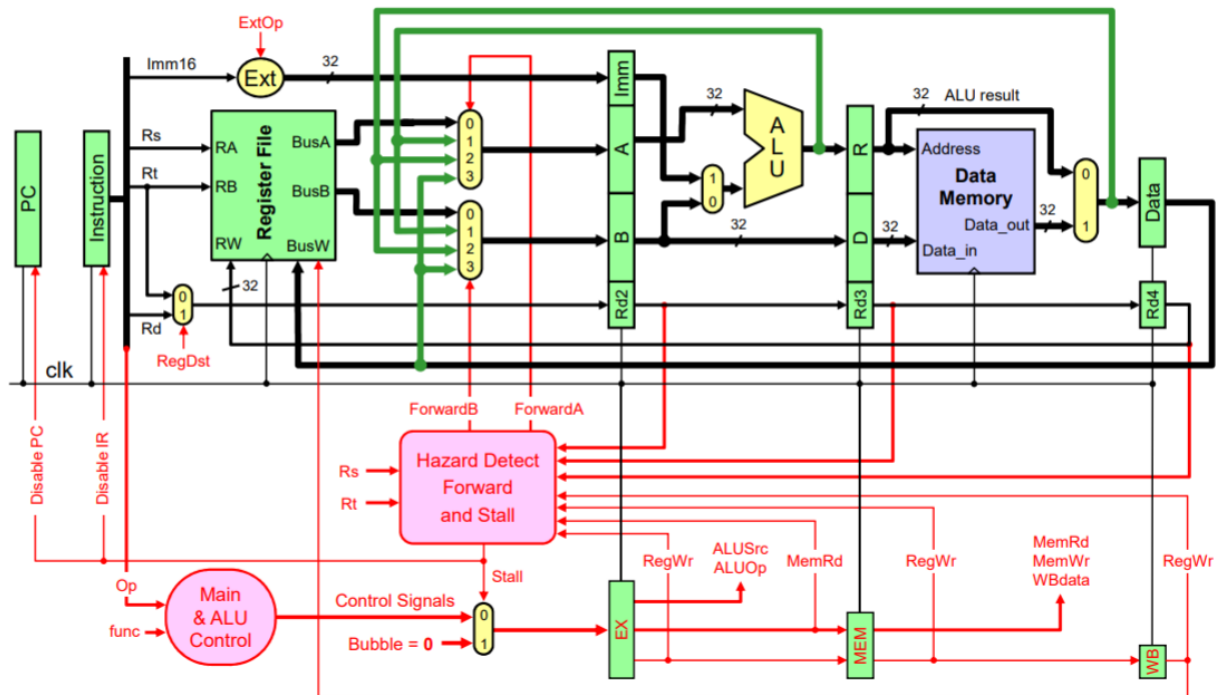 ExtOp
Imm16
Ext
32
Imm
32
ALU
32
ALU result
PC
Instruction
Rs
RA
Register File
BusA
0
1
2
3
A
R
Address
Data Memory
0
Data
Rt
RB
BusB
0
1
2
3
1
0
B
32
D
32
Data_out
32
1
RW
BusW
Data_in
32
0
1
Rd
Rd2
Rd3
Rd4
RegDst
clk
ForwardB
ForwardA
Disable PC
Disable IR
Rs
Rt
Hazard Detect
Forward
and Stall
RegWr
ALUSrc
ALUOp
MemRd
RegWr
MemRd
MemWr
WBdata
RegWr
Op
Stall
Main
& ALU
Control
func
Control Signals
0
1
Bubble = 0
EX
MEM
WB